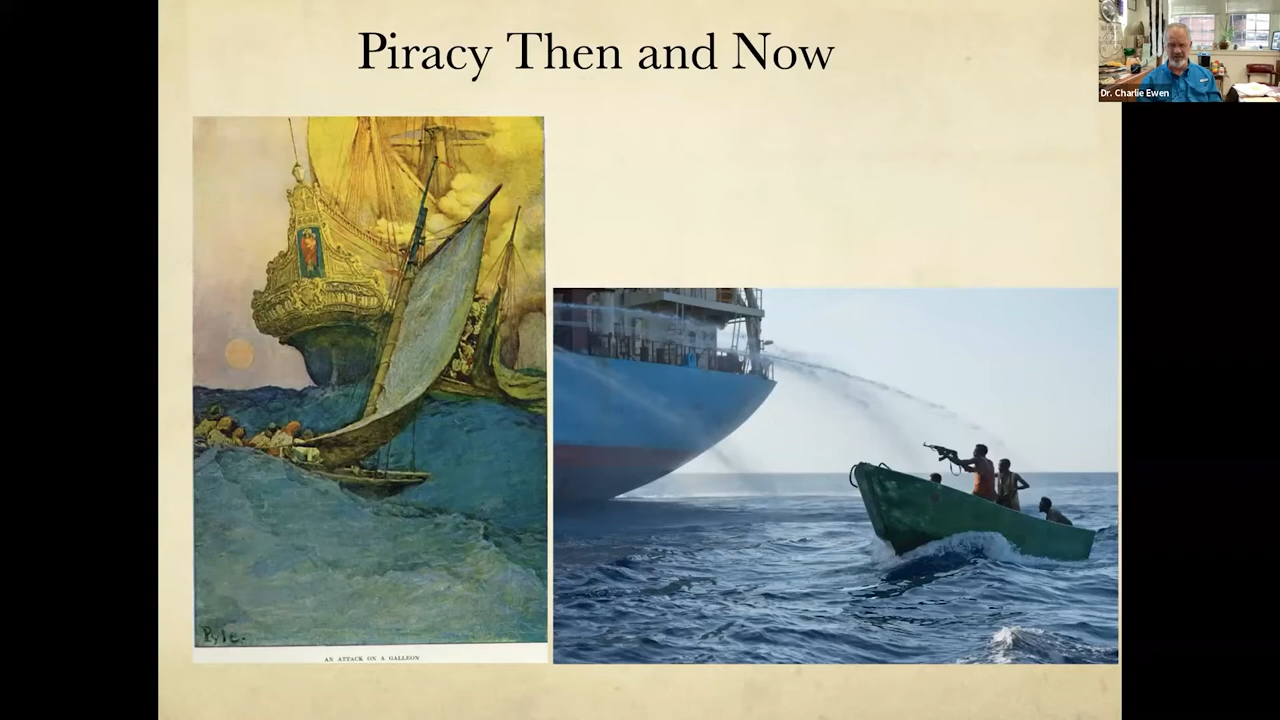 Piracy Then and Now
Dr. Charlie Ewen
Pyle.
AN ATTACK ON A GALLEON